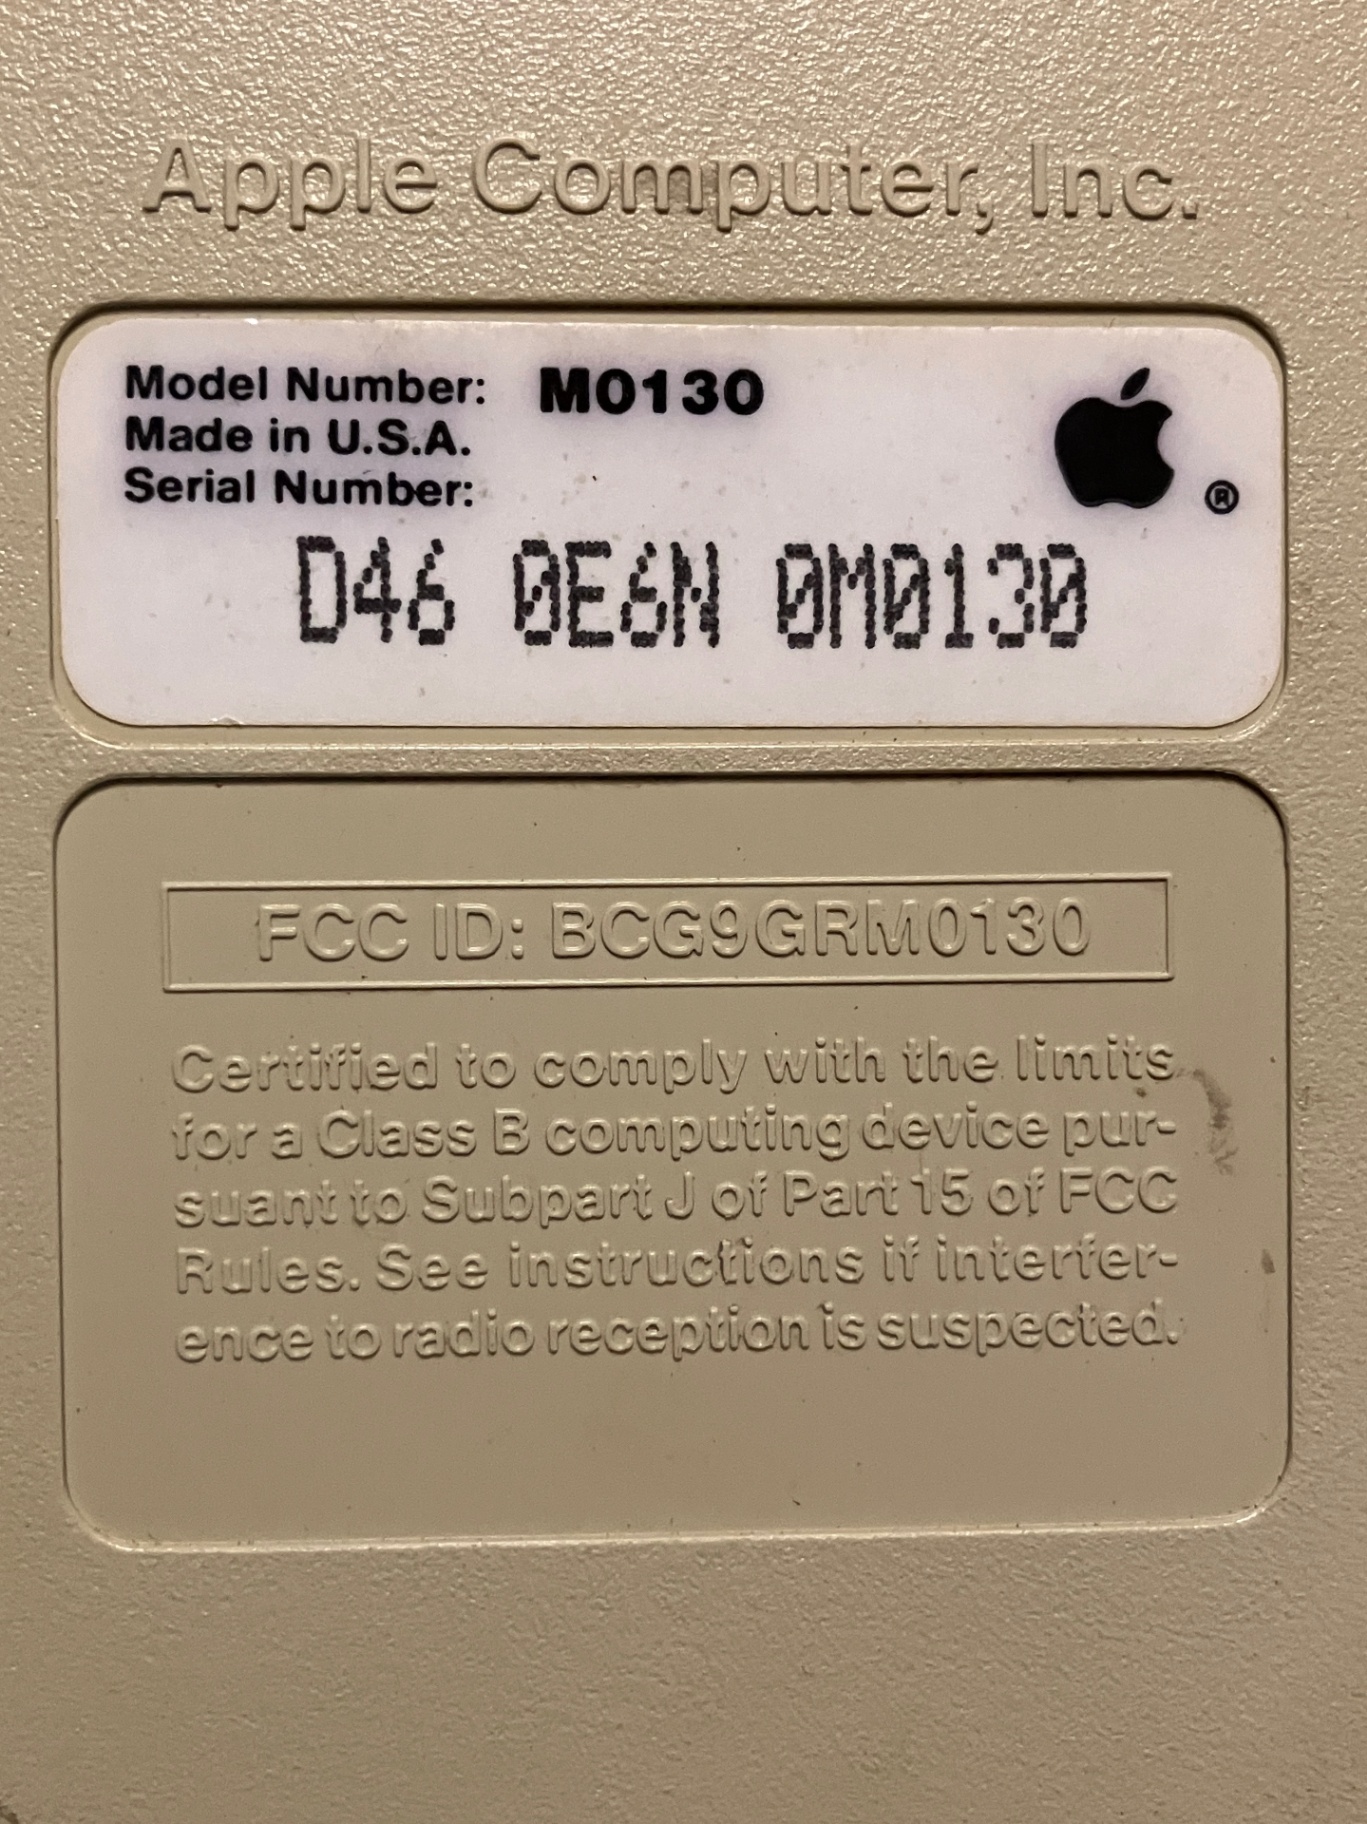 Apple Computer, Inc.
Model Number: M0130
Made in U.S.A.
Serial Number:
®
D46 0E6N 0M0130
FCC ID: BCG9GRM0130
Certified to comply with the limits
for a Class B computing device pur-
suant to Subpart J of Part 15 of FCC
Rules. See instructions if interfer-
ence to radio reception is suspected.